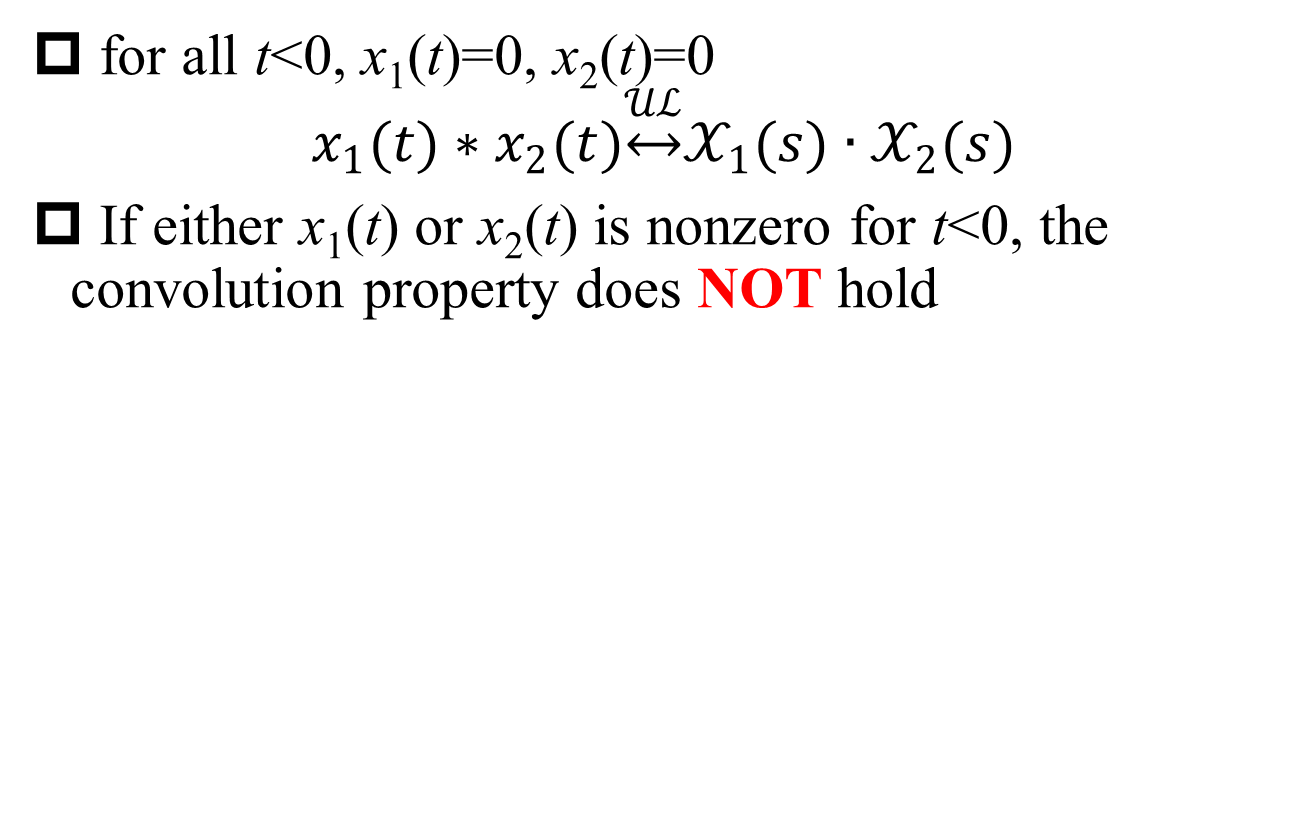 □ for all t<0, x₁(t)=0, x₂(t)=0
x₁(t) ∗ x₂(t) 𝒰ℒ ↔ 𝒳₁(s) · 𝒳₂(s)
□ If either x₁(t) or x₂(t) is nonzero for t<0, the
convolution property does NOT hold